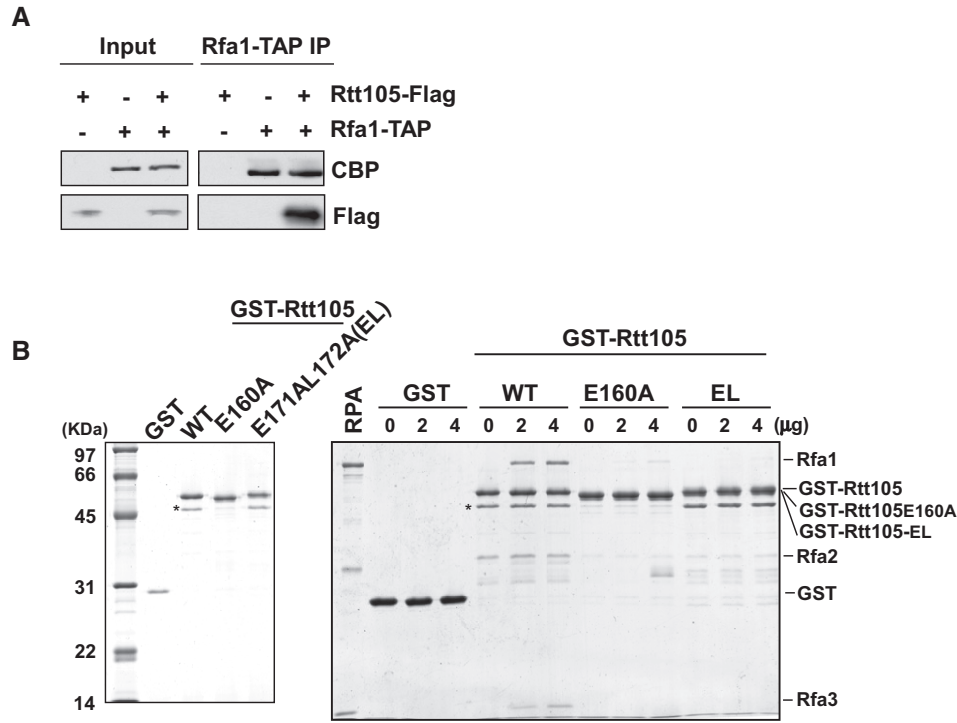 A
Input Rfa1-TAP IP
+ - + + - + Rtt105-Flag
- + + - + + Rfa1-TAP
CBP
Flag
B
GST-Rtt105
GST
WT
E160A
E171AL172A(EL)
(KDa)
97
66
45
31
22
14
*
GST-Rtt105
RPA GST WT E160A EL
0 2 4 0 2 4 0 2 4 0 2 4 (µg)
*
Rfa1
GST-Rtt105
GST-Rtt105E160A
GST-Rtt105-EL
Rfa2
GST
Rfa3